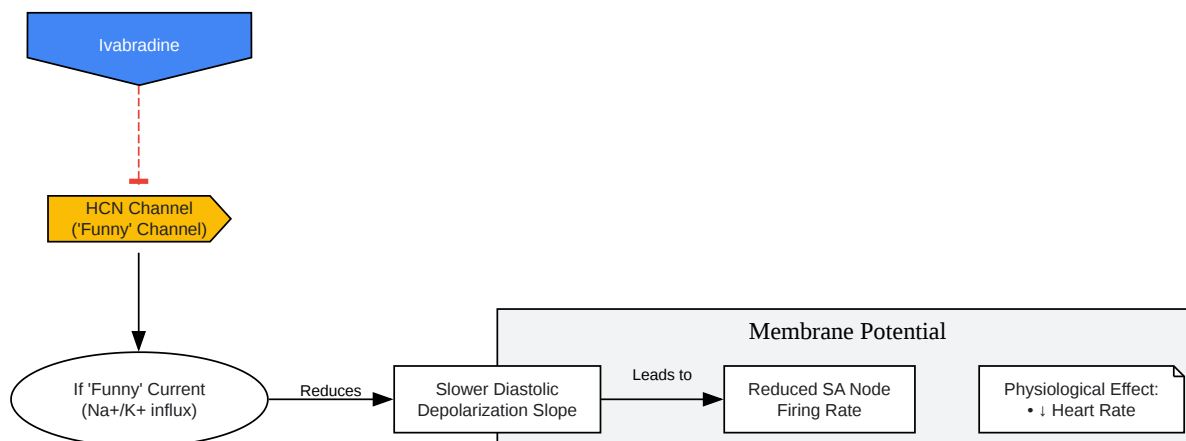 Ivabradine
HCN Channel
('Funny' Channel)
Membrane Potential
If 'Funny' Current
(Na+/K+ influx)
Reduces
Slower Diastolic
Depolarization Slope
Leads to
Reduced SA Node
Firing Rate
Physiological Effect:
• ↓ Heart Rate